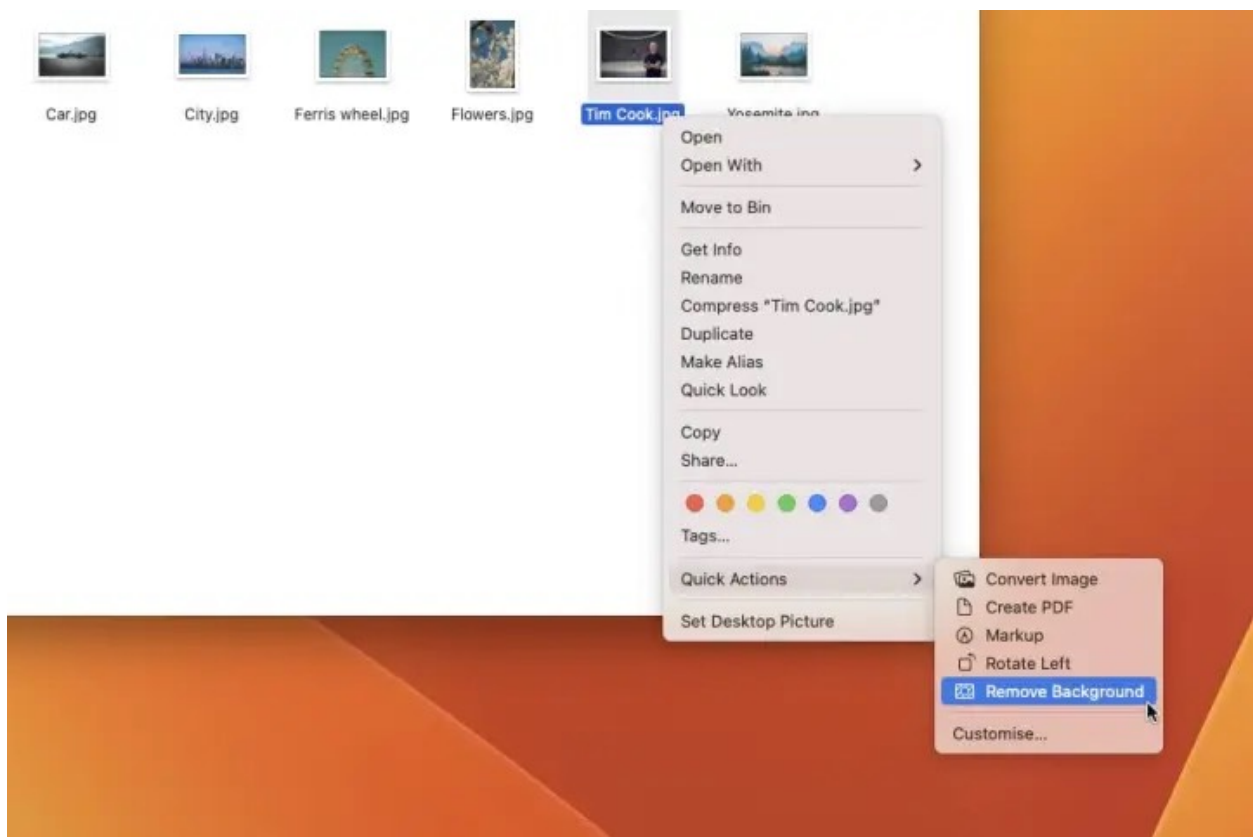 Car.jpg
City.jpg
Ferris wheel.jpg
Flowers.jpg
Tim Cook.jpg
Yosemite.jpg
Open
Open With
Move to Bin
Get Info
Rename
Compress "Tim Cook.jpg"
Duplicate
Make Alias
Quick Look
Copy
Share...
Tags...
Quick Actions
Set Desktop Picture
Convert Image
Create PDF
Markup
Rotate Left
Remove Background
Customise...